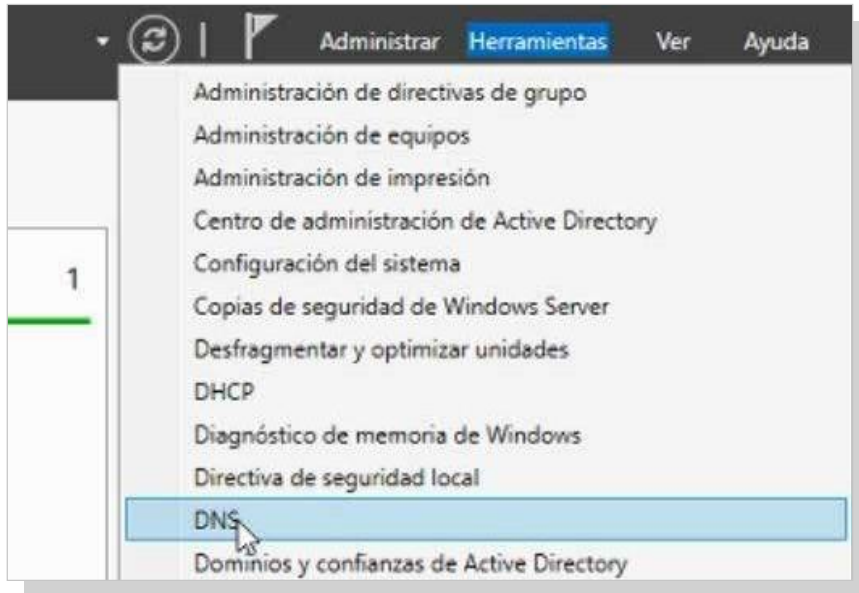 Administrar Herramientas Ver Ayuda
Administración de directivas de grupo
Administración de equipos
Administración de impresión
Centro de administración de Active Directory
Configuración del sistema
1
Copias de seguridad de Windows Server
Desfragmentar y optimizar unidades
DHCP
Diagnóstico de memoria de Windows
Directiva de seguridad local
DNS
Dominios y confianzas de Active Directory